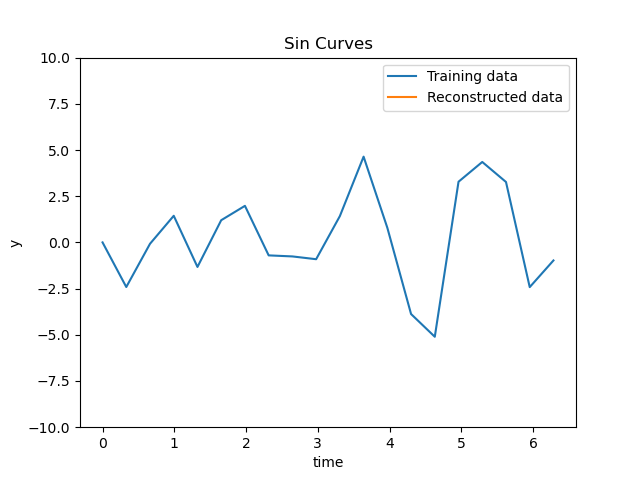 Sin Curves
Training data
Reconstructed data
10.0
7.5
5.0
2.5
0.0
−2.5
−5.0
−7.5
−10.0
y
0 1 2 3 4 5 6
time